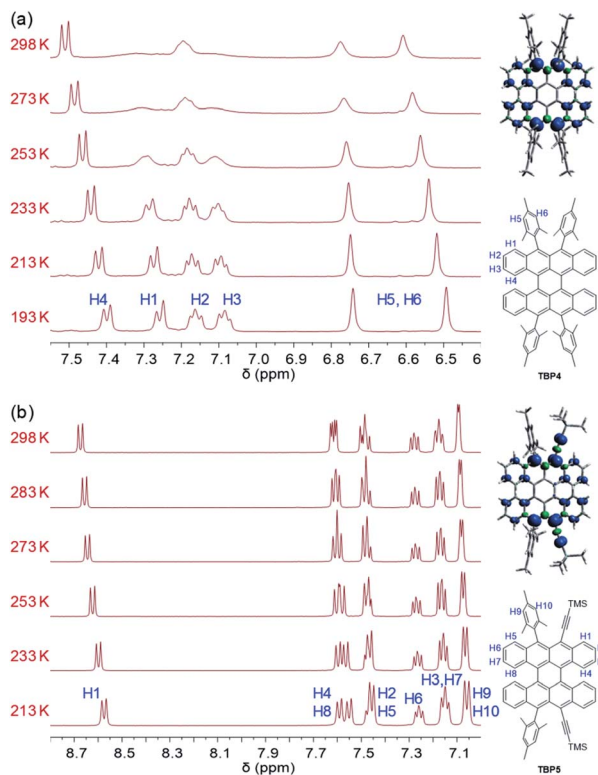 (a)
298 K
273 K
253 K
233 K
213 K
193 K
H4 H1 H2 H3 H5, H6
7.5 7.4 7.3 7.2 7.1 7.0 6.9 6.8 6.7 6.6 6.5 6.4
δ (ppm)
H5 H6
H1
H2
H3
H4
TBP4
(b)
298 K
283 K
273 K
253 K
233 K
213 K
H1 H4 H2 H6 H3,H7 H9
H8 H5 H10
8.7 8.5 8.3 8.1 7.9 7.7 7.5 7.3 7.1
δ (ppm)
TMS
H9 H10
H5 H1
H6
H7
H8 H4
TMS
TBP5